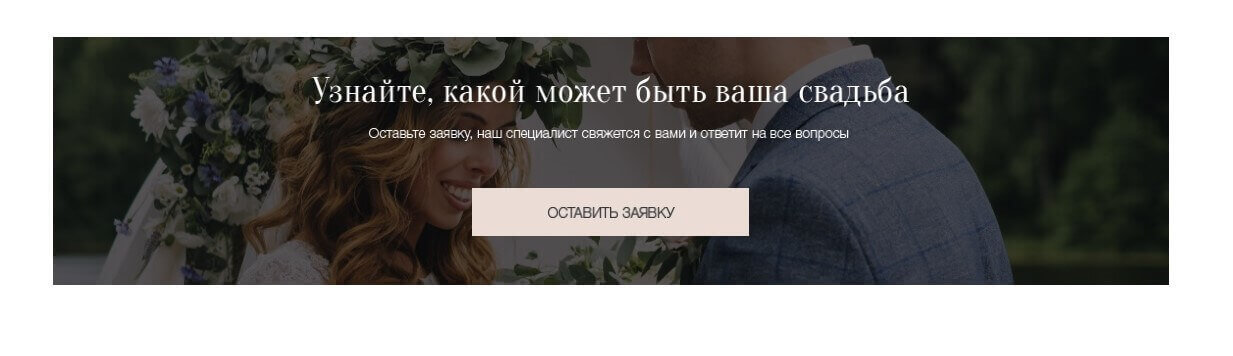 Узнайте, какой может быть ваша свадьба
Оставьте заявку, наш специалист свяжется с вами и ответит на все вопросы
ОСТАВИТЬ ЗАЯВКУ